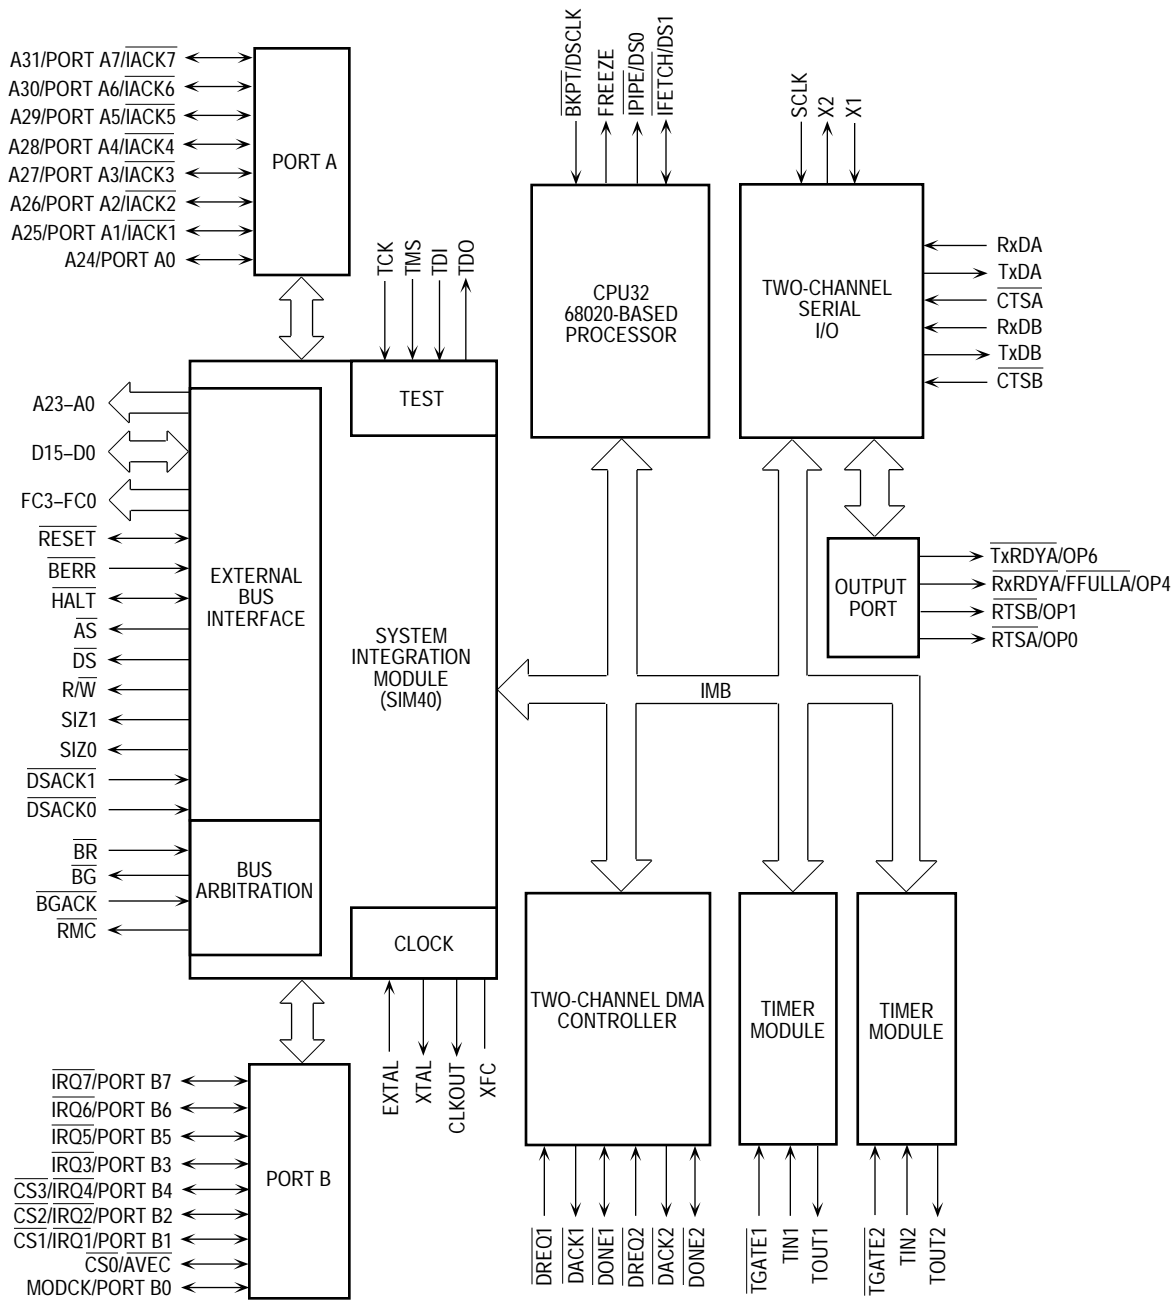 A31/PORT A7/IACK7
A30/PORT A6/IACK6
A29/PORT A5/IACK5
A28/PORT A4/IACK4
A27/PORT A3/IACK3
A26/PORT A2/IACK2
A25/PORT A1/IACK1
A24/PORT A0
PORT A
TCK
TMS
TDI
TDO
BKPT/DSCLK
FREEZE
IPIPE/DS0
IFETCH/DS1
SCLK
X2
X1
CPU32
68020-BASED
PROCESSOR
TWO-CHANNEL
SERIAL
I/O
RxDA
TxDA
CTSA
RxDB
TxDB
CTSB
TEST
A23–A0
D15–D0
FC3–FC0
RESET
BERR
HALT
AS
DS
R/W
SIZ1
SIZ0
DSACK1
DSACK0
BR
BG
BGACK
RMC
EXTERNAL
BUS
INTERFACE
BUS
ARBITRATION
SYSTEM
INTEGRATION
MODULE
(SIM40)
CLOCK
IMB
OUTPUT
PORT
TxRDYA/OP6
RxRDYA/FFULLA/OP4
RTSB/OP1
RTSA/OP0
EXTAL
XTAL
CLKOUT
XFC
TWO-CHANNEL DMA
CONTROLLER
TIMER
MODULE
TIMER
MODULE
IRQ7/PORT B7
IRQ6/PORT B6
IRQ5/PORT B5
IRQ3/PORT B3
CS3/IRQ4/PORT B4
CS2/IRQ2/PORT B2
CS1/IRQ1/PORT B1
CS0/AVEC
MODCK/PORT B0
PORT B
DREQ1
DACK1
DONE1
DREQ2
DACK2
DONE2
TGATE1
TIN1
TOUT1
TGATE2
TIN2
TOUT2